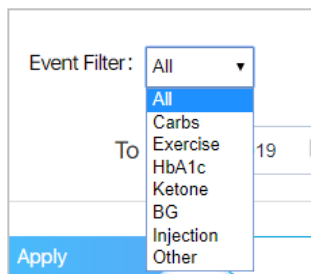 Event Filter: All
All
Carbs
To Exercise 19
HbA1c
Ketone
BG
Injection
Apply Other